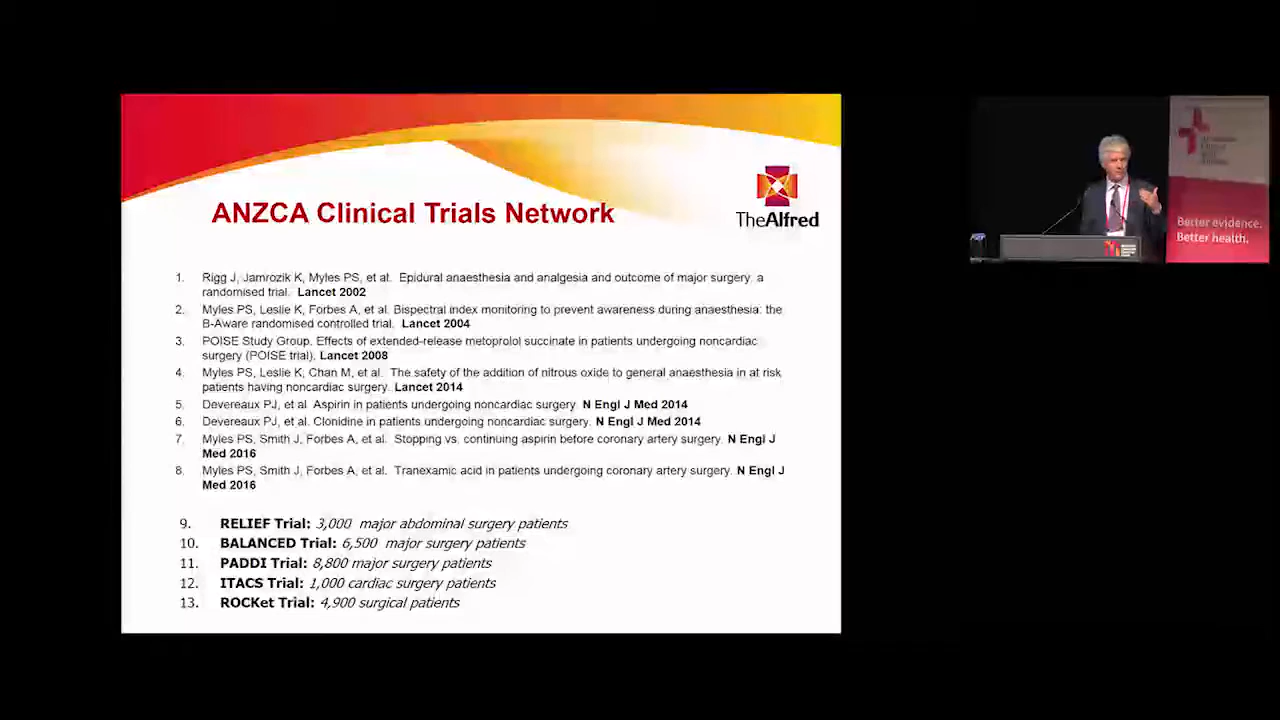 ANZCA Clinical Trials Network
TheAlfred
1. Rigg J, Jamrozik K, Myles PS, et al. Epidural anaesthesia and analgesia and outcome of major surgery: a
randomised trial. Lancet 2002
2. Myles PS, Leslie K, Forbes A, et al. Bispectral index monitoring to prevent awareness during anaesthesia: the
B-Aware randomised controlled trial. Lancet 2004
3. POISE Study Group. Effects of extended-release metoprolol succinate in patients undergoing noncardiac
surgery (POISE trial). Lancet 2008
4. Myles PS, Leslie K, Chan M, et al. The safety of the addition of nitrous oxide to general anaesthesia in at risk
patients having noncardiac surgery. Lancet 2014
5. Devereaux PJ, et al Aspirin in patients undergoing noncardiac surgery. N Engl J Med 2014
6. Devereaux PJ, et al. Clonidine in patients undergoing noncardiac surgery. N Engl J Med 2014
7. Myles PS, Smith J, Forbes A, et al. Stopping vs. continuing aspirin before coronary artery surgery. N Engl J
Med 2016
8. Myles PS, Smith J, Forbes A, et al. Tranexamic acid in patients undergoing coronary artery surgery. N Engl J
Med 2016
9. RELIEF Trial: 3,000 major abdominal surgery patients
10. BALANCED Trial: 6,500 major surgery patients
11. PADDI Trial: 8,800 major surgery patients
12. ITACS Trial: 1,000 cardiac surgery patients
13. ROCKet Trial: 4,900 surgical patients
Better evidence.
Better health.